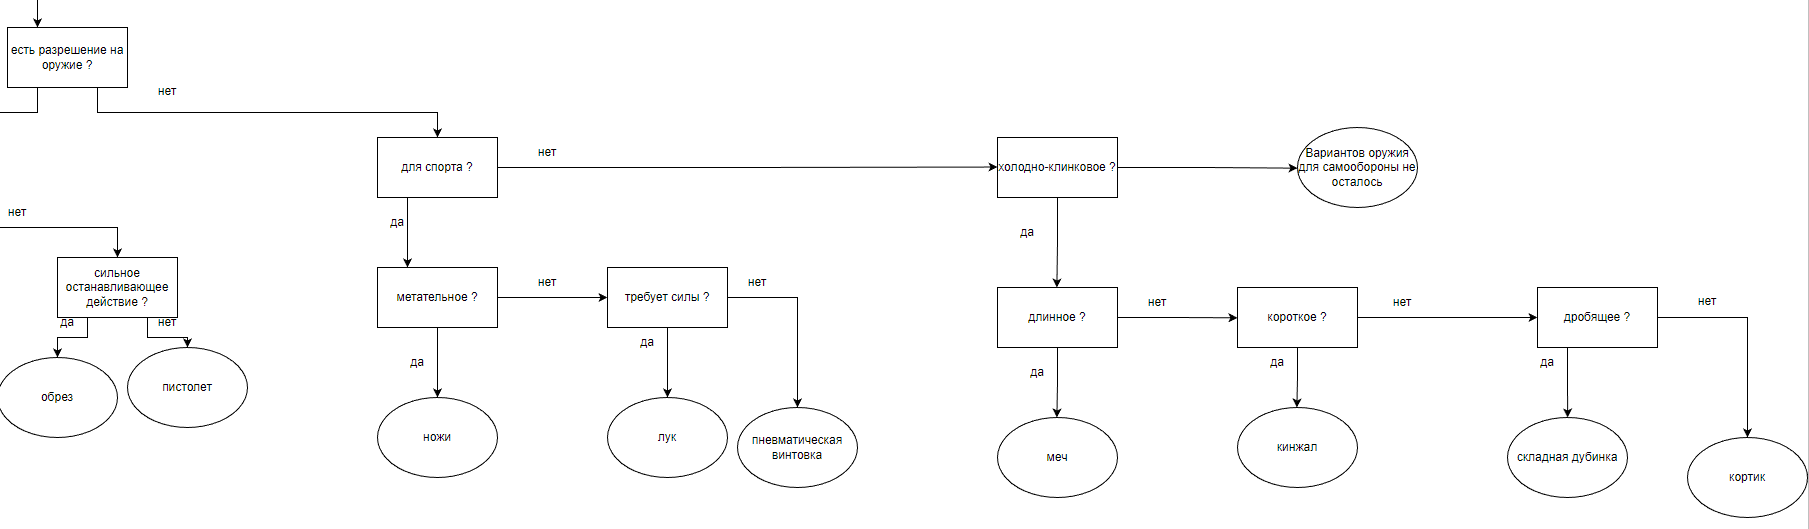 есть разрешение на
оружие ?
нет
для спорта ?
нет
холодно-клинковое ?
Вариантов оружия
для самообороны не
осталось
нет
да
да
сильное
останавливающее
действие ?
метательное ?
нет
требует силы ?
нет
длинное ?
нет
короткое ?
нет
дробящее ?
нет
да
нет
да
да
да
да
да
обрез
пистолет
ножи
лук
пневматическая
винтовка
меч
кинжал
складная дубинка
кортик